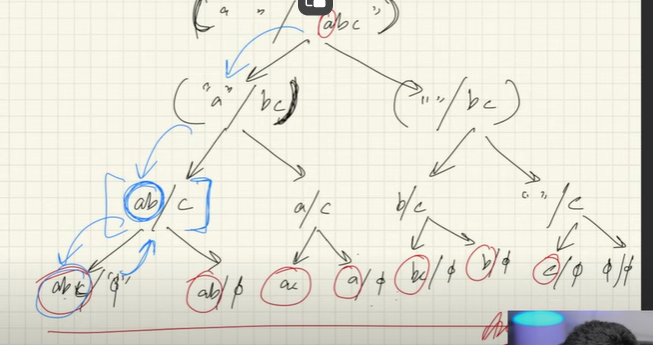 (" " / abc")
("a" / bc) ("" / bc)
[ab / c] a/c b/c "" / c
abc / "ϕ" ab / ϕ ac a / ϕ bc / ϕ b / ϕ c / ϕ ϕ / ϕ